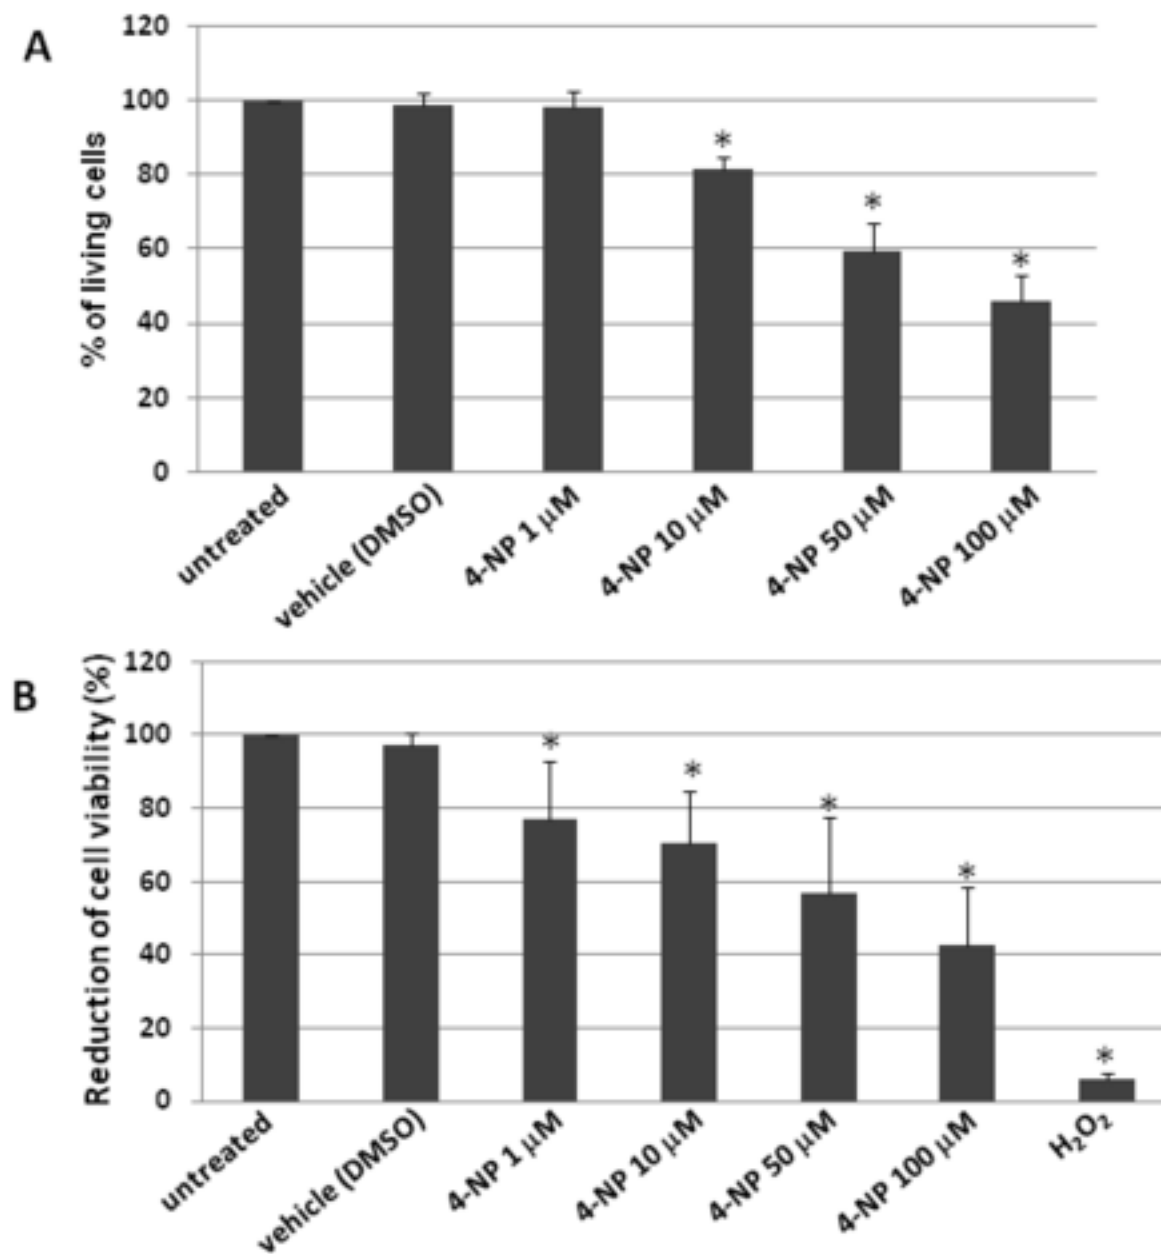 A
% of living cells
120
100
80
60
40
20
0
*
*
*
untreated
vehicle (DMSO)
4-NP 1 μM
4-NP 10 μM
4-NP 50 μM
4-NP 100 μM
B
Reduction of cell viability (%)
120
100
80
60
40
20
0
*
*
*
*
*
untreated
vehicle (DMSO)
4-NP 1 μM
4-NP 10 μM
4-NP 50 μM
4-NP 100 μM
H₂O₂